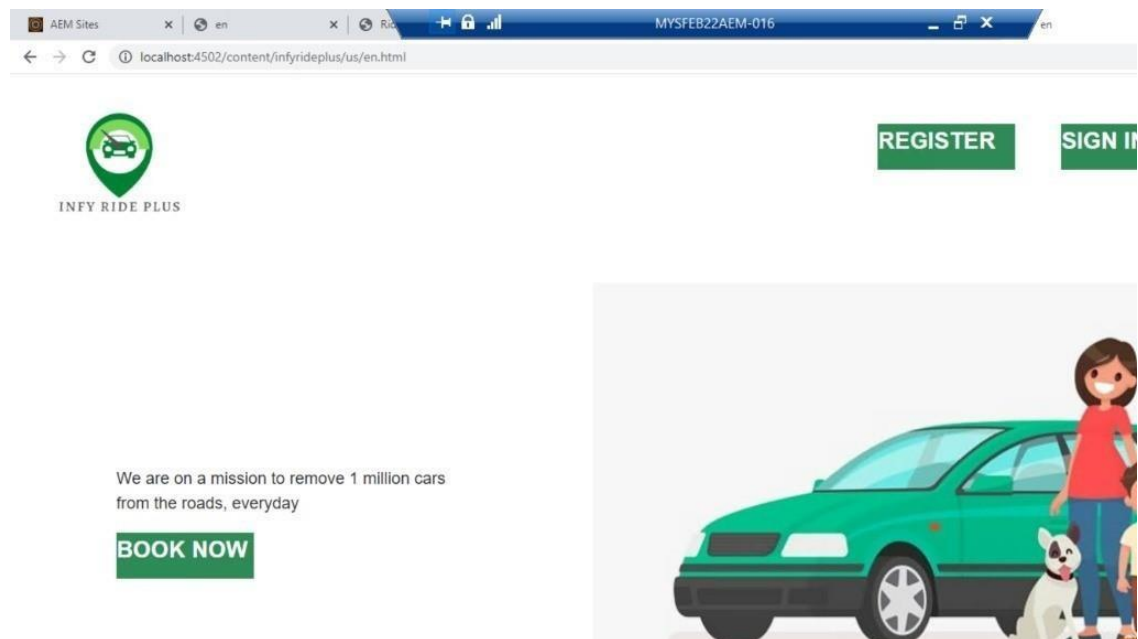 AEM Sites
en
MYSFEB22AEM-016
en
localhost:4502/content/infyrideplus/us/en.html
REGISTER
SIGN
INFY RIDE PLUS
We are on a mission to remove 1 million cars
from the roads, everyday
BOOK NOW